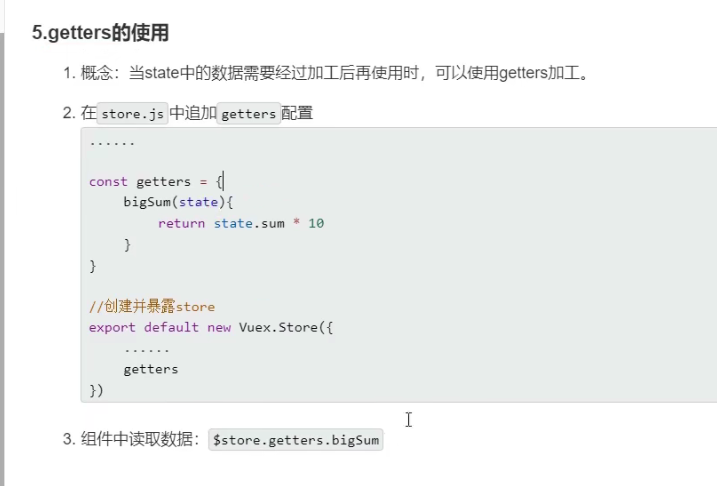 5.getters的使用
1. 概念：当state中的数据需要经过加工后再使用时，可以使用getters加工。
2. 在store.js中追加getters配置
......
const getters = {
bigSum(state){
return state.sum * 10
}
}
//创建并暴露store
export default new Vuex.Store({
......
getters
})
3. 组件中读取数据：$store.getters.bigSum